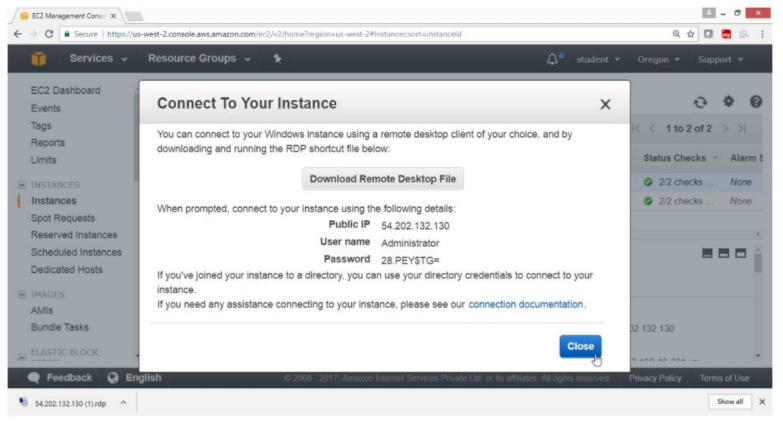 EC2 Management Consol
Secure | https://us-west-2.console.aws.amazon.com/ec2/v2/home?region=us-west-2#Instances:sort=instanceId
Services Resource Groups student Oregon Support
EC2 Dashboard
Events
Tags
Reports
Limits
INSTANCES
Instances
Spot Requests
Reserved Instances
Scheduled Instances
Dedicated Hosts
IMAGES
AMIs
Bundle Tasks
ELASTIC BLOCK
Connect To Your Instance
You can connect to your Windows instance using a remote desktop client of your choice, and by
downloading and running the RDP shortcut file below:
Download Remote Desktop File
When prompted, connect to your instance using the following details:
Public IP 54.202.132.130
User name Administrator
Password 28.PEY$TG=
If you've joined your instance to a directory, you can use your directory credentials to connect to your
instance.
If you need any assistance connecting to your instance, please see our connection documentation.
Close
1 to 2 of 2
Status Checks Alarm S
2/2 checks ... None
2/2 checks ... None
02.132.130
Feedback English © 2008 - 2017, Amazon Internet Services Private Ltd. or its affiliates. All rights reserved. Privacy Policy Terms of Use
54.202.132.130 (1).rdp Show all